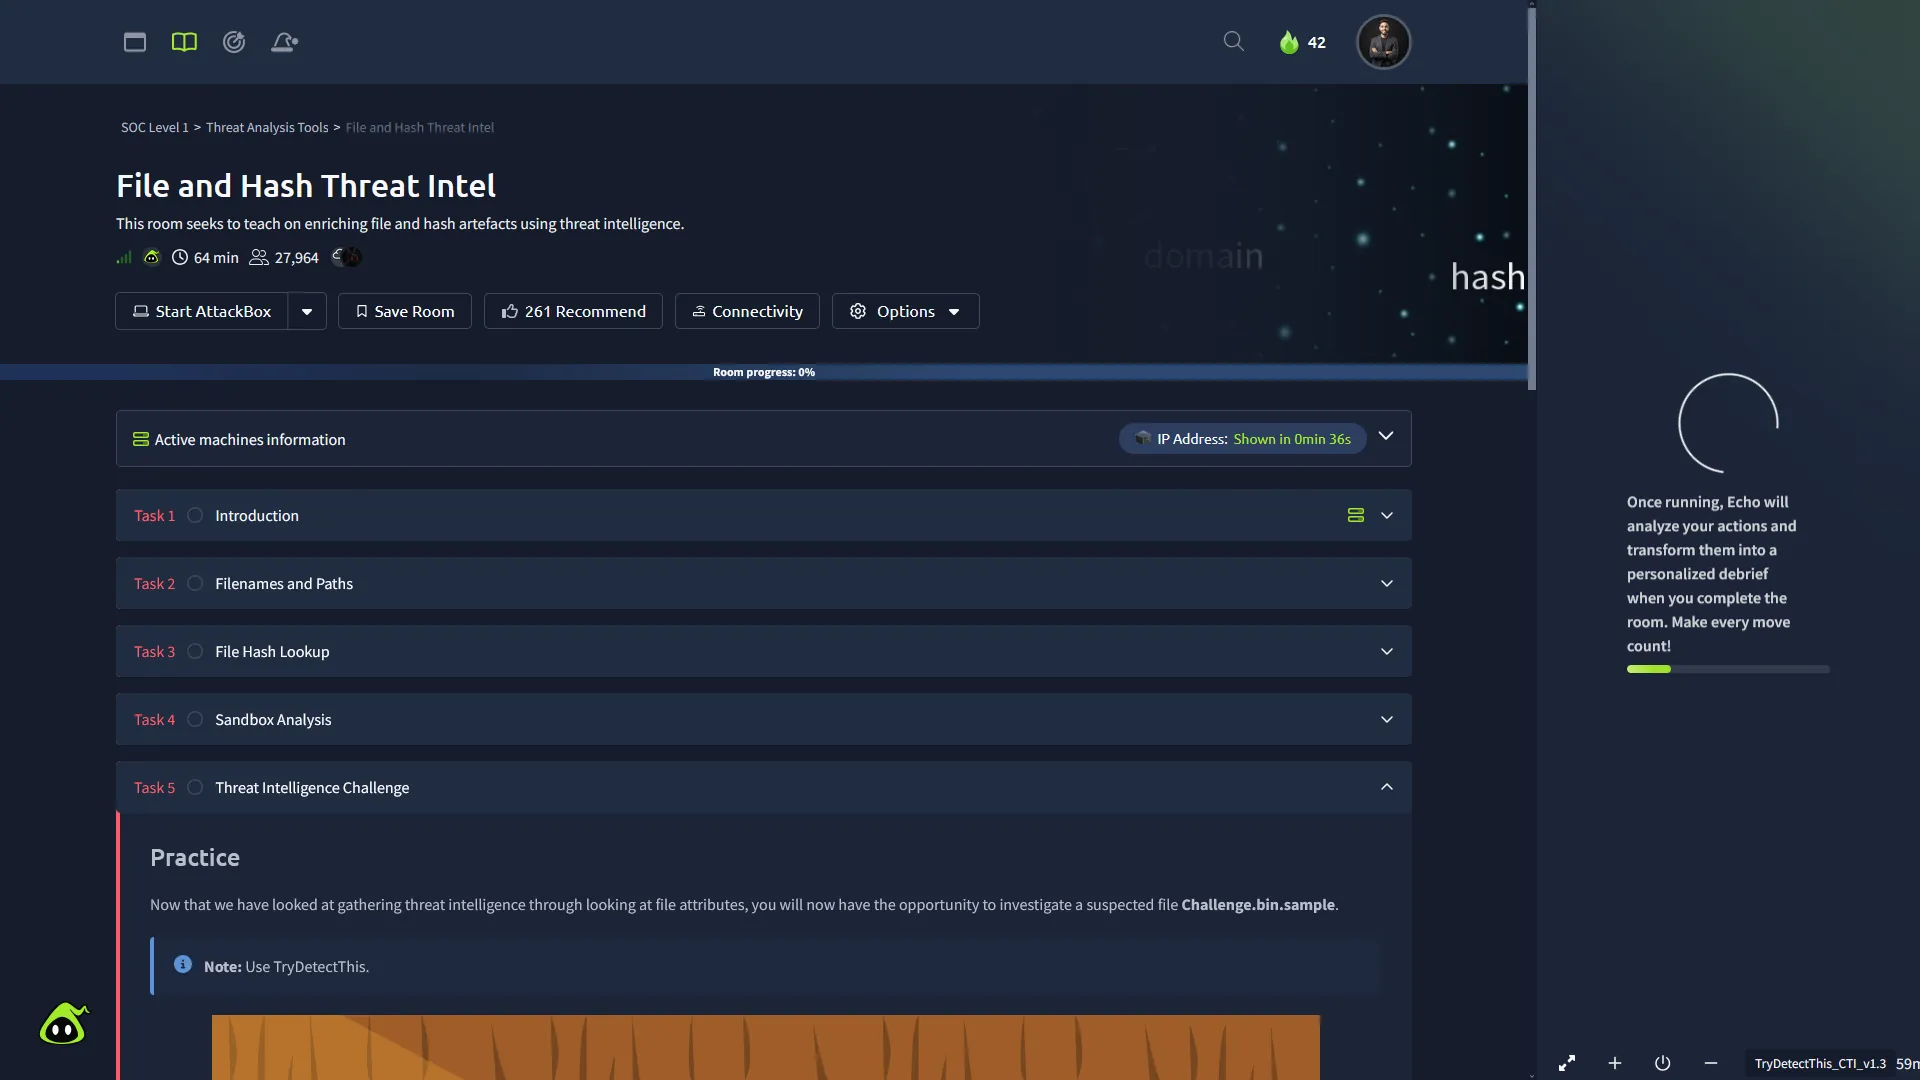 42
SOC Level 1 > Threat Analysis Tools > File and Hash Threat Intel
File and Hash Threat Intel
This room seeks to teach on enriching file and hash artefacts using threat intelligence.
64 min 27,964
domain
hash
Start AttackBox Save Room 261 Recommend Connectivity Options
Room progress: 0%
Active machines information IP Address: Shown in 0min 36s
Task 1 Introduction
Task 2 Filenames and Paths
Task 3 File Hash Lookup
Task 4 Sandbox Analysis
Task 5 Threat Intelligence Challenge
Practice
Now that we have looked at gathering threat intelligence through looking at file attributes, you will now have the opportunity to investigate a suspected file Challenge.bin.sample.
Note: Use TryDetectThis.
Once running, Echo will
analyze your actions and
transform them into a
personalized debrief
when you complete the
room. Make every move
count!
TryDetectThis_CTI_v1.3 59m